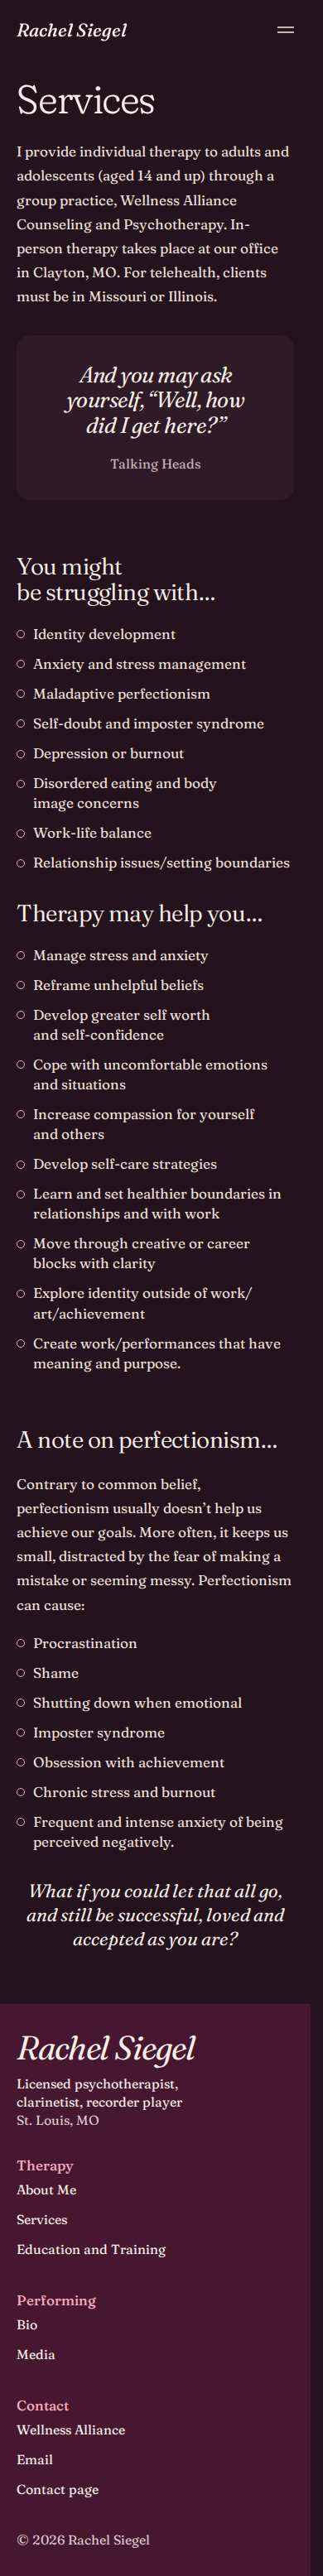 Rachel Siegel
Services
I provide individual therapy to adults and
adolescents (aged 14 and up) through a
group practice, Wellness Alliance
Counseling and Psychotherapy. In-
person therapy takes place at our office
in Clayton, MO. For telehealth, clients
must be in Missouri or Illinois.
And you may ask
yourself, “Well, how
did I get here?”
Talking Heads
You might
be struggling with…
Identity development
Anxiety and stress management
Maladaptive perfectionism
Self-doubt and imposter syndrome
Depression or burnout
Disordered eating and body
image concerns
Work-life balance
Relationship issues/setting boundaries
Therapy may help you…
Manage stress and anxiety
Reframe unhelpful beliefs
Develop greater self worth
and self-confidence
Cope with uncomfortable emotions
and situations
Increase compassion for yourself
and others
Develop self-care strategies
Learn and set healthier boundaries in
relationships and with work
Move through creative or career
blocks with clarity
Explore identity outside of work/
art/achievement
Create work/performances that have
meaning and purpose.
A note on perfectionism…
Contrary to common belief,
perfectionism usually doesn’t help us
achieve our goals. More often, it keeps us
small, distracted by the fear of making a
mistake or seeming messy. Perfectionism
can cause:
Procrastination
Shame
Shutting down when emotional
Imposter syndrome
Obsession with achievement
Chronic stress and burnout
Frequent and intense anxiety of being
perceived negatively.
What if you could let that all go,
and still be successful, loved and
accepted as you are?
Rachel Siegel
Licensed psychotherapist,
clarinetist, recorder player
St. Louis, MO
Therapy
About Me
Services
Education and Training
Performing
Bio
Media
Contact
Wellness Alliance
Email
Contact page
© 2026 Rachel Siegel